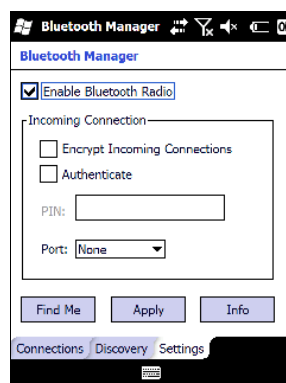 Bluetooth Manager
Bluetooth Manager
Enable Bluetooth Radio
Incoming Connection
Encrypt Incoming Connections
Authenticate
PIN:
Port: None
Find Me Apply Info
Connections Discovery Settings